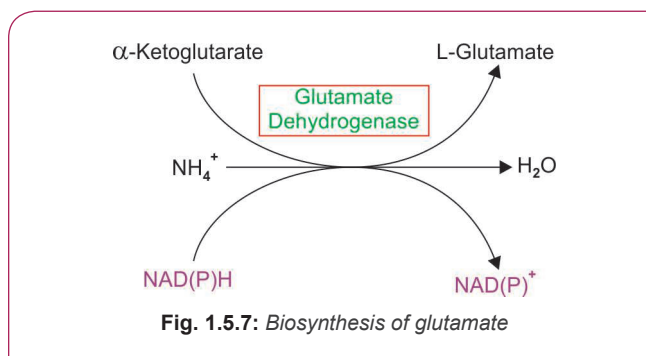 α-Ketoglutarate L-Glutamate
Glutamate
Dehydrogenase
NH₄⁺ H₂O
NAD(P)H NAD(P)⁺
Fig. 1.5.7: Biosynthesis of glutamate